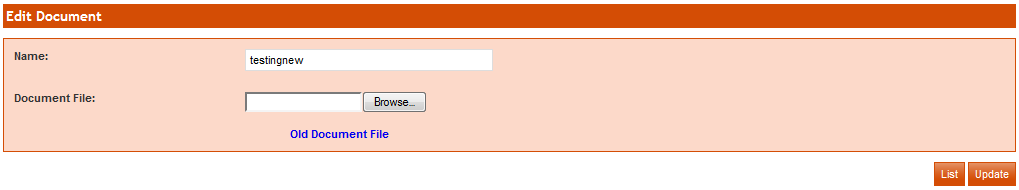 Edit Document
Name:
testingnew
Document File:
Browse...
Old Document File
List
Update